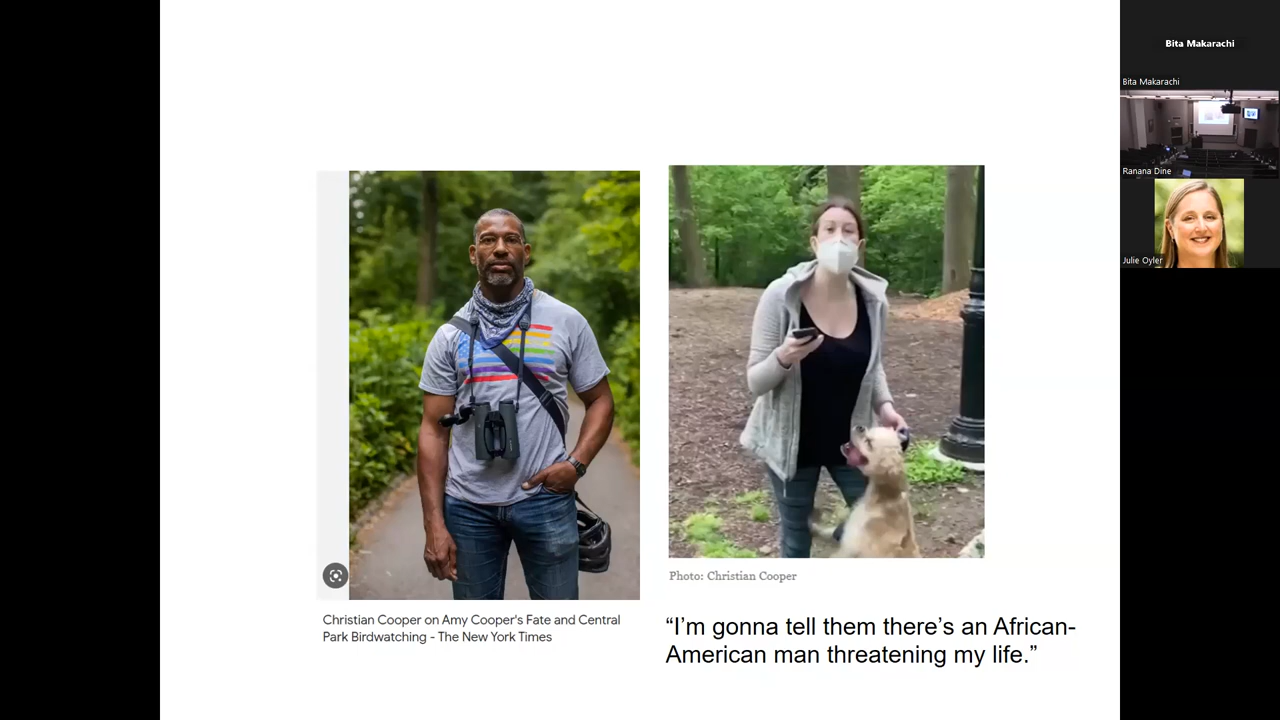 Christian Cooper on Amy Cooper's Fate and Central
Park Birdwatching - The New York Times
Photo: Christian Cooper
“I’m gonna tell them there’s an African-
American man threatening my life.”
Bita Makarachi
Bita Makarachi
Ranana Dine
Julie Oyler